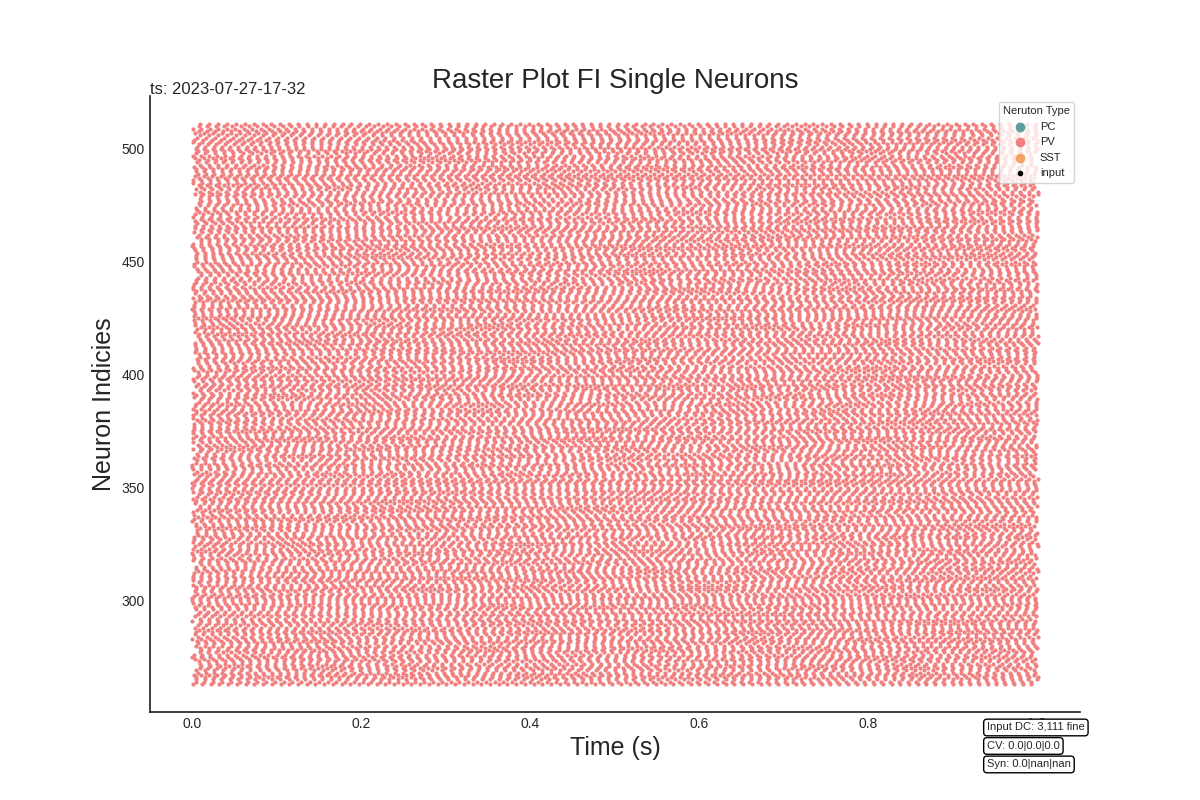 Raster Plot FI Single Neurons
ts: 2023-07-27-17-32
Neruton Type
PC
PV
SST
input
500
450
400
350
300
Neuron Indicies
0.0 0.2 0.4 0.6 0.8
Time (s)
Input DC: 3,111 fine
CV: 0.0|0.0|0.0
Syn: 0.0|nan|nan